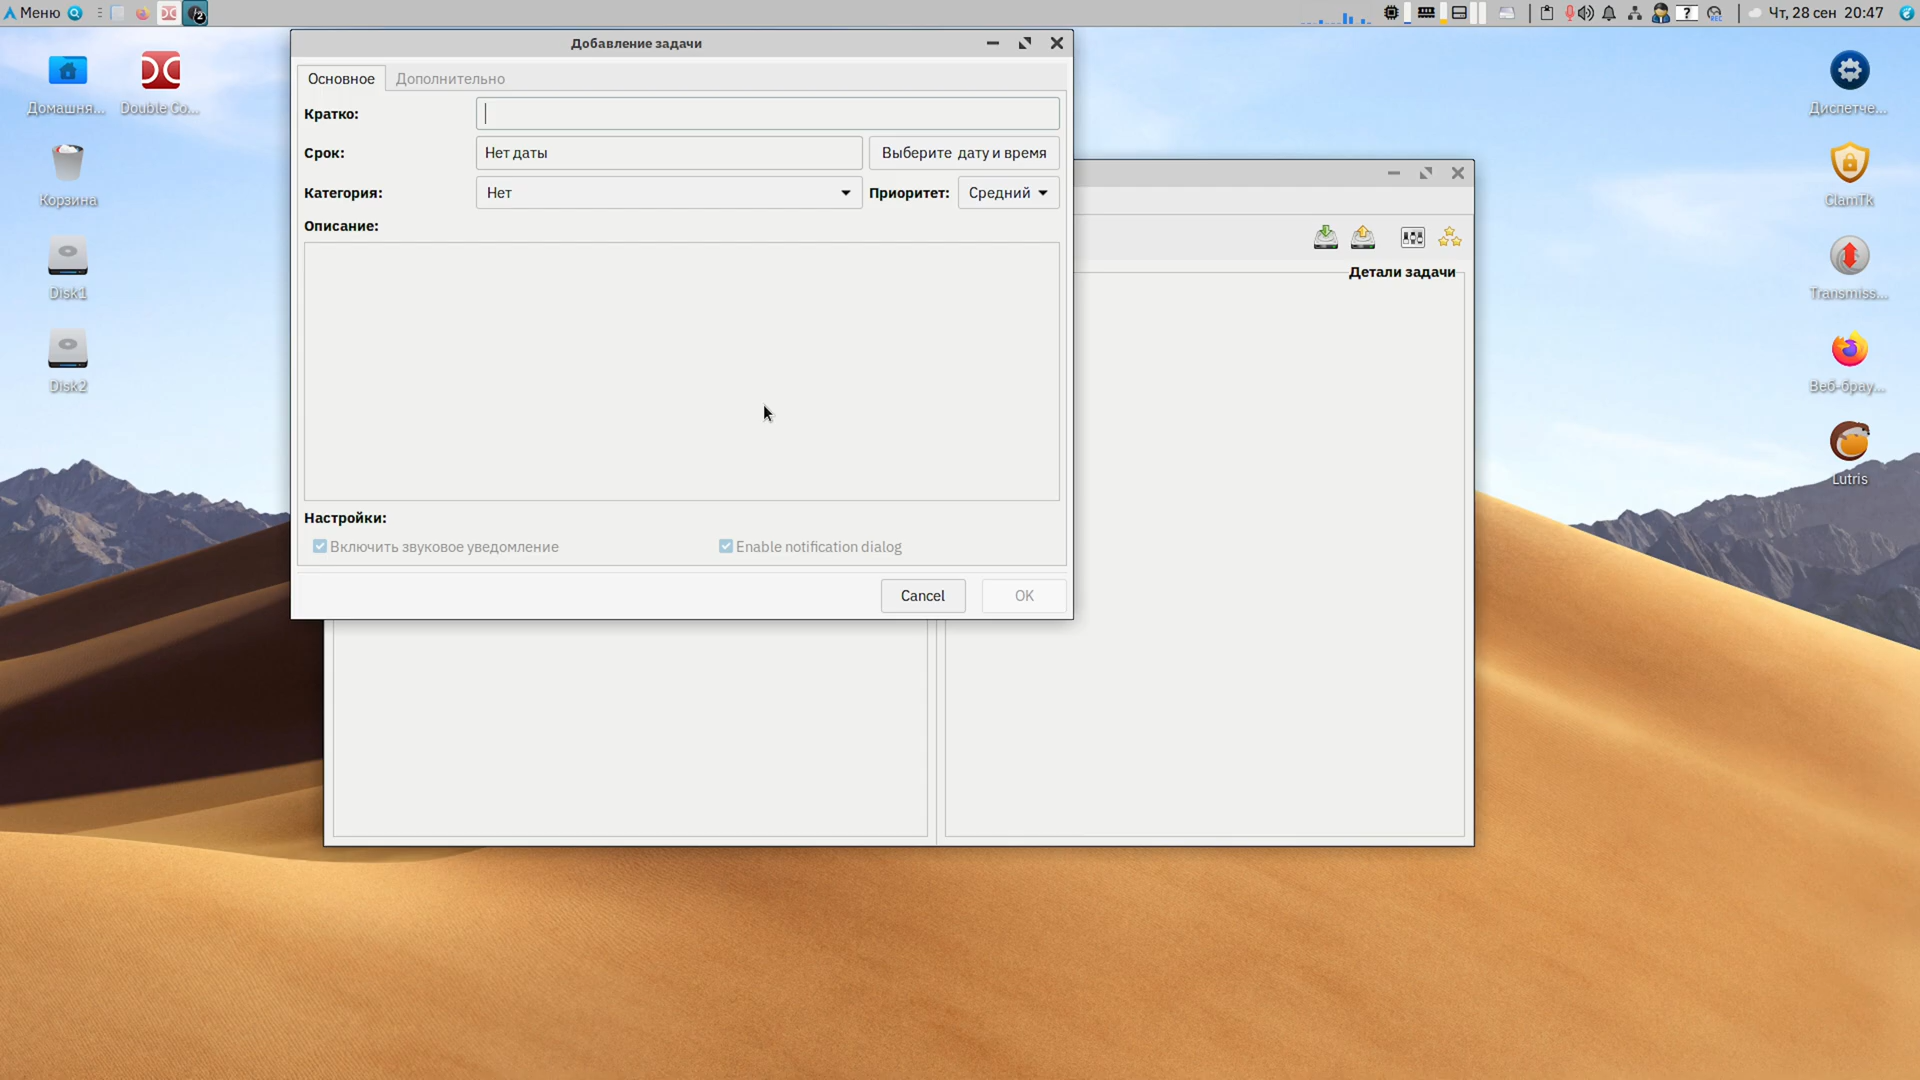 Меню
2
?
REC
Чт, 28 сен 20:47
Домашня...
Double Co...
Корзина
Disk1
Disk2
Добавление задачи
Основное
Дополнительно
Кратко:
Срок:
Нет даты
Выберите дату и время
Категория:
Нет
Приоритет:
Средний
Описание:
Настройки:
Включить звуковое уведомление
Enable notification dialog
Cancel
OK
Детали задачи
Диспетче...
ClamTk
Transmiss...
Веб-брау...
Lutris